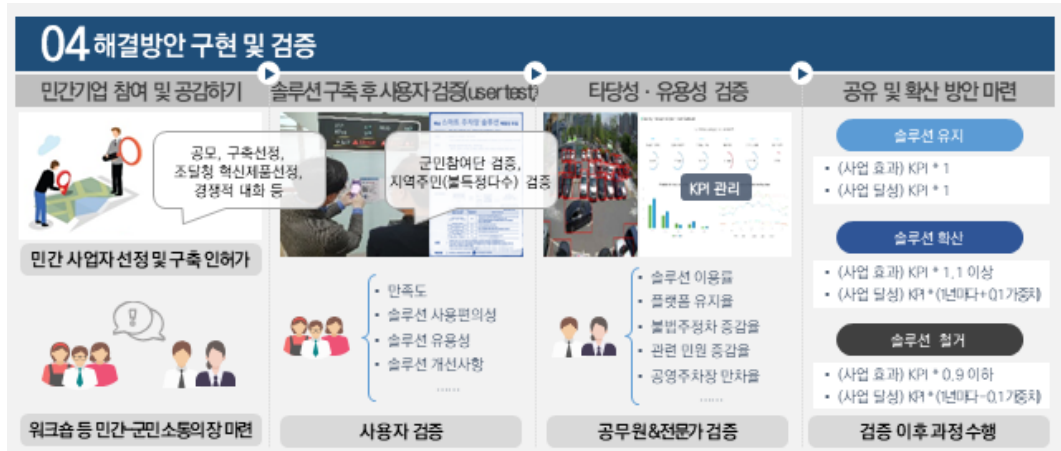 04 해결방안 구현 및 검증
민간기업 참여 및 공감하기
공모, 구축선정,
조달청 혁신제품선정,
경쟁적 대화 등
민간 사업자 선정 및 구축 인허가
워크숍 등 민간-군민 소통의 장 마련
솔루션 구축 후 사용자 검증(user test)
스마트 주차장 솔루션
군민참여단 검증,
지역주민(불특정다수) 검증
• 만족도
• 솔루션 사용편의성
• 솔루션 유용성
• 솔루션 개선사항
......
사용자 검증
타당성 · 유용성 검증
KPI 관리
• 솔루션 이용률
• 플랫폼 유지율
• 불법주정차 증감율
• 관련 민원 증감율
• 공영주차장 만차율
......
공무원&전문가 검증
공유 및 확산 방안 마련
솔루션 유지
• (사업 효과) KPI * 1
• (사업 달성) KPI * 1
솔루션 확산
• (사업 효과) KPI * 1.1 이상
• (사업 달성) KPI * (1년마다+0.1 가중치)
솔루션 철거
• (사업 효과) KPI * 0.9 이하
• (사업 달성) KPI * (1년마다-0.1 가중치)
검증 이후 과정 수행